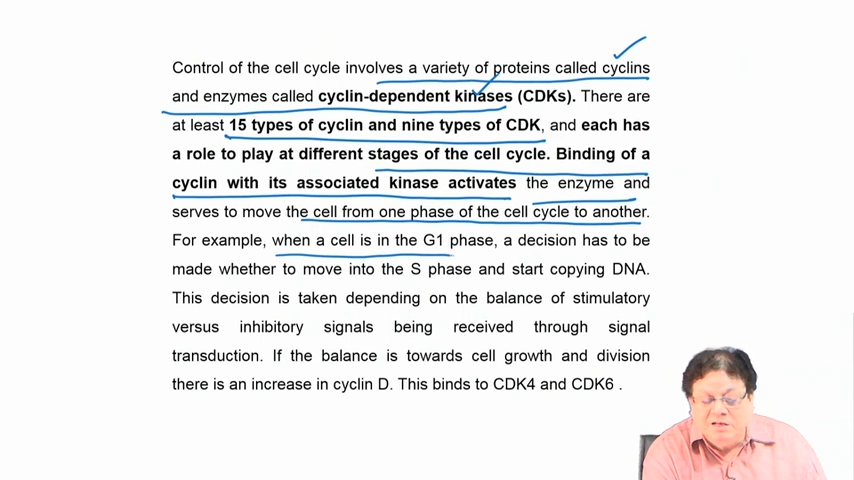 Control of the cell cycle involves a variety of proteins called cyclins
and enzymes called cyclin-dependent kinases (CDKs). There are
at least 15 types of cyclin and nine types of CDK, and each has
a role to play at different stages of the cell cycle. Binding of a
cyclin with its associated kinase activates the enzyme and
serves to move the cell from one phase of the cell cycle to another.
For example, when a cell is in the G1 phase, a decision has to be
made whether to move into the S phase and start copying DNA.
This decision is taken depending on the balance of stimulatory
versus inhibitory signals being received through signal
transduction. If the balance is towards cell growth and division
there is an increase in cyclin D. This binds to CDK4 and CDK6 .